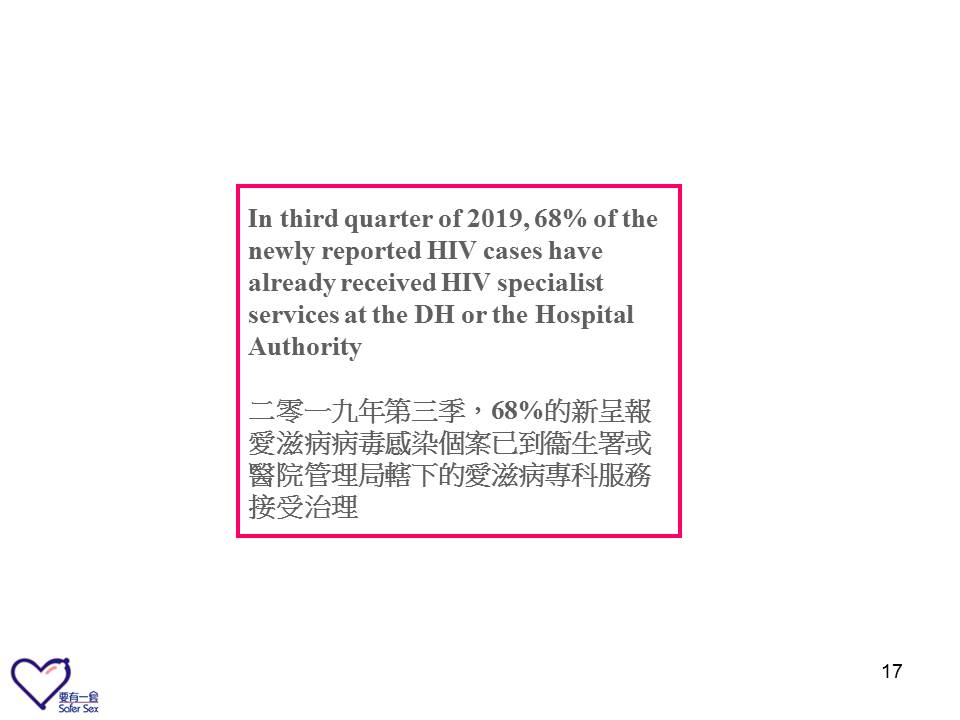 In third quarter of 2019, 68% of the
newly reported HIV cases have
already received HIV specialist
services at the DH or the Hospital
Authority
二零一九年第三季，68%的新呈報
愛滋病病毒感染個案已到衞生署或
醫院管理局轄下的愛滋病專科服務
接受治理
要有一套
Safer Sex
17